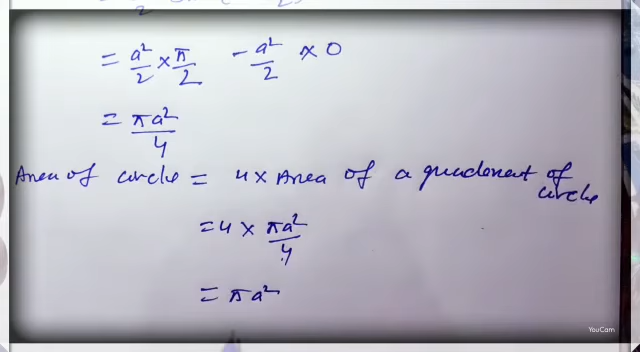 = a²/2 × π/2 - a²/2 × 0
= πa²/4
Area of circle = 4 × Area of a quadenent of
circle
= 4 × πa²/4
= πa²
YouCam